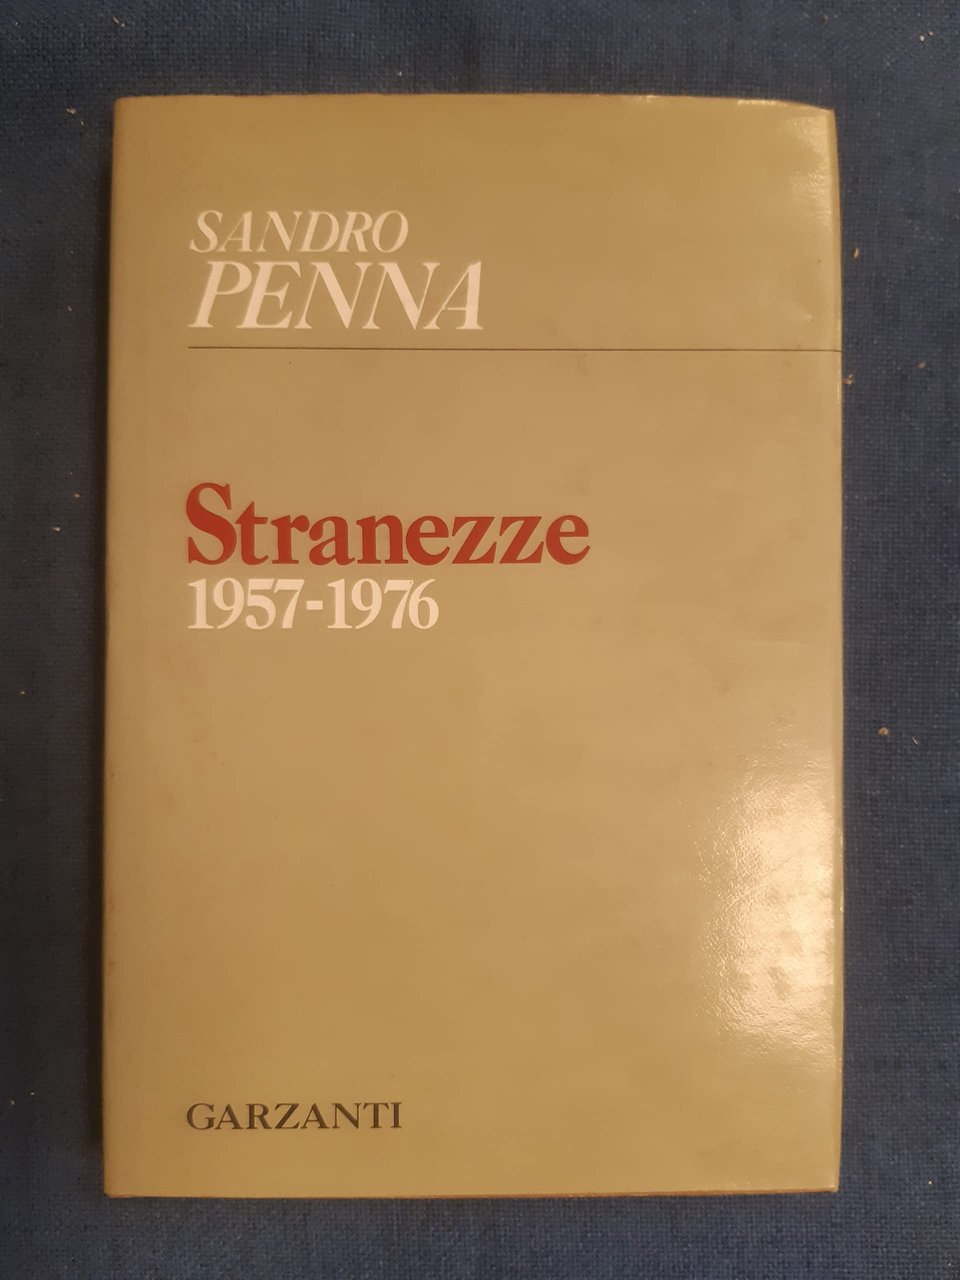 SANDRO
PENNA
Stranezze
1957-1976
GARZANTI